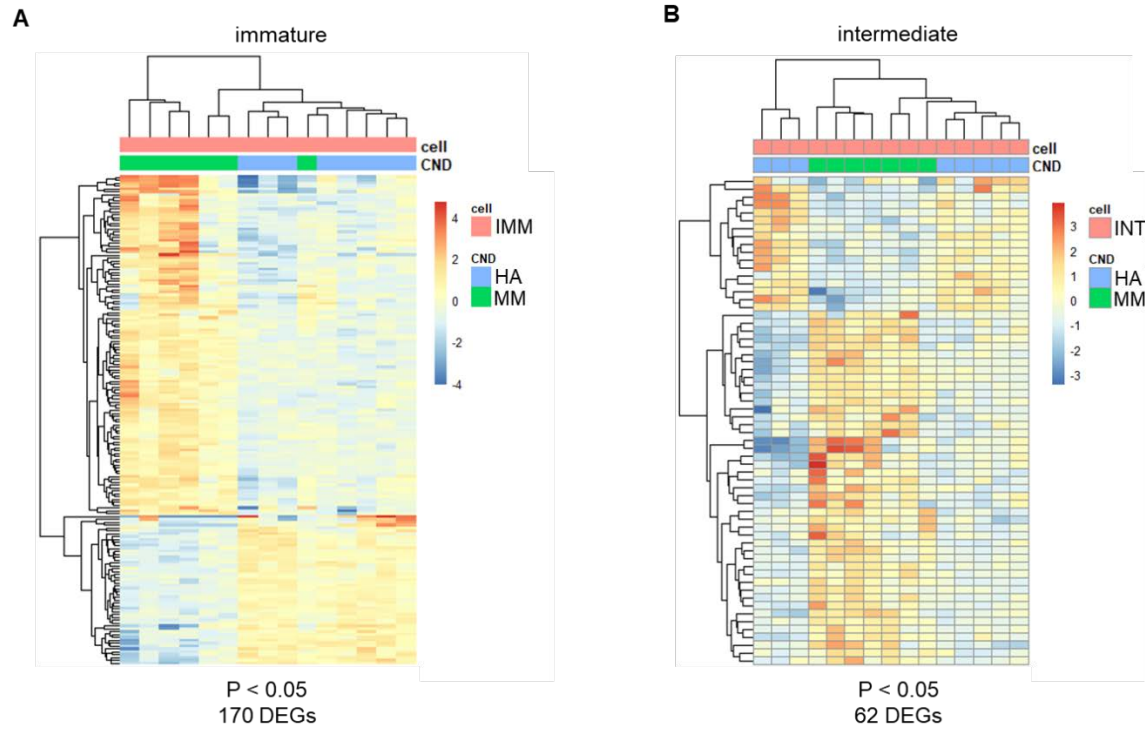 A
immature
cell
CND
4
2
0
-2
-4
cell
IMM
CND
HA
MM
P < 0.05
170 DEGs
B
intermediate
cell
CND
3
2
1
0
-1
-2
-3
cell
INT
CND
HA
MM
P < 0.05
62 DEGs